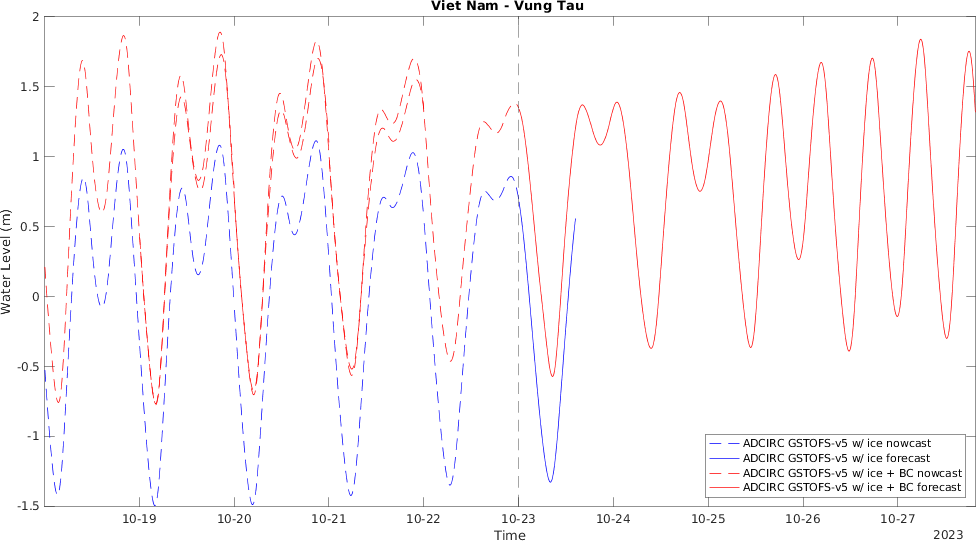 Viet Nam - Vung Tau
Water Level (m)
2
1.5
1
0.5
0
-0.5
-1
-1.5
10-19 10-20 10-21 10-22 10-23 10-24 10-25 10-26 10-27
Time
2023
ADCIRC GSTOFS-v5 w/ ice nowcast
ADCIRC GSTOFS-v5 w/ ice forecast
ADCIRC GSTOFS-v5 w/ ice + BC nowcast
ADCIRC GSTOFS-v5 w/ ice + BC forecast